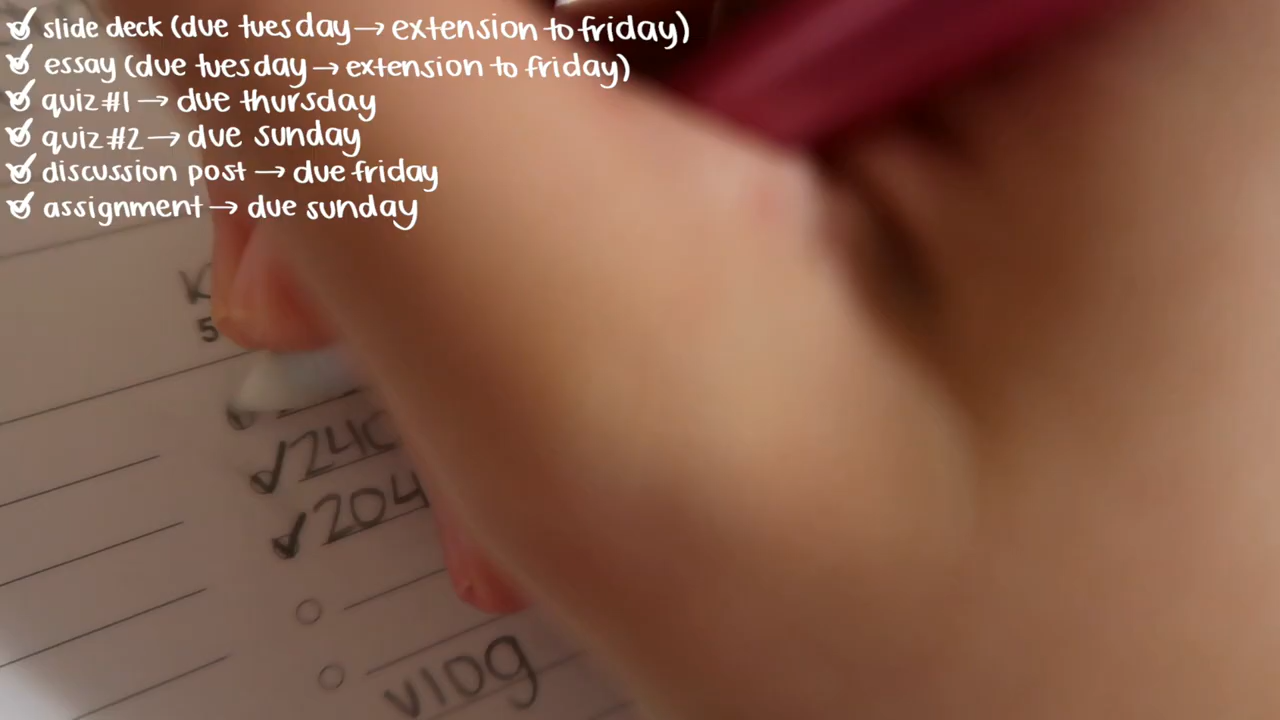 slide deck (due tuesday → extension to friday)
essay (due tuesday → extension to friday)
quiz #1 → due thursday
quiz #2 → due sunday
discussion post → due friday
assignment → due sunday
K
5
240
204
vlog